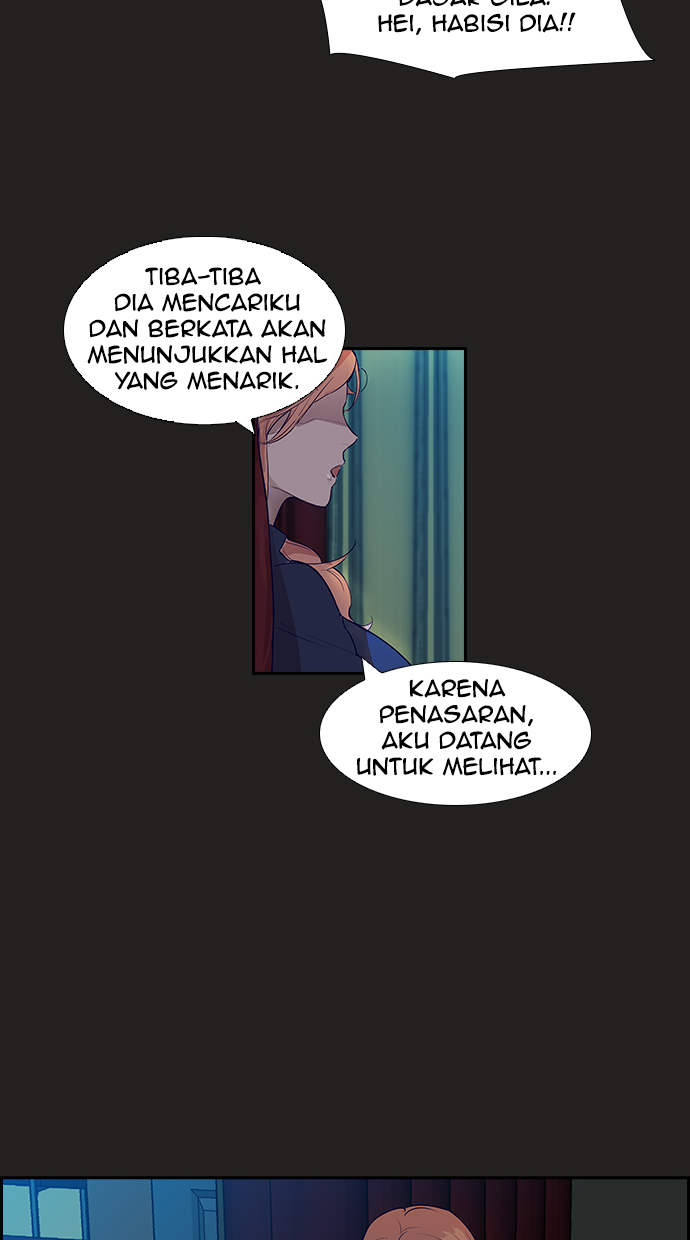 HEI, HABISI DIA!!
TIBA-TIBA
DIA MENCARIKU
DAN BERKATA AKAN
MENUNJUKKAN HAL
YANG MENARIK.
KARENA
PENASARAN,
AKU DATANG
UNTUK MELIHAT...